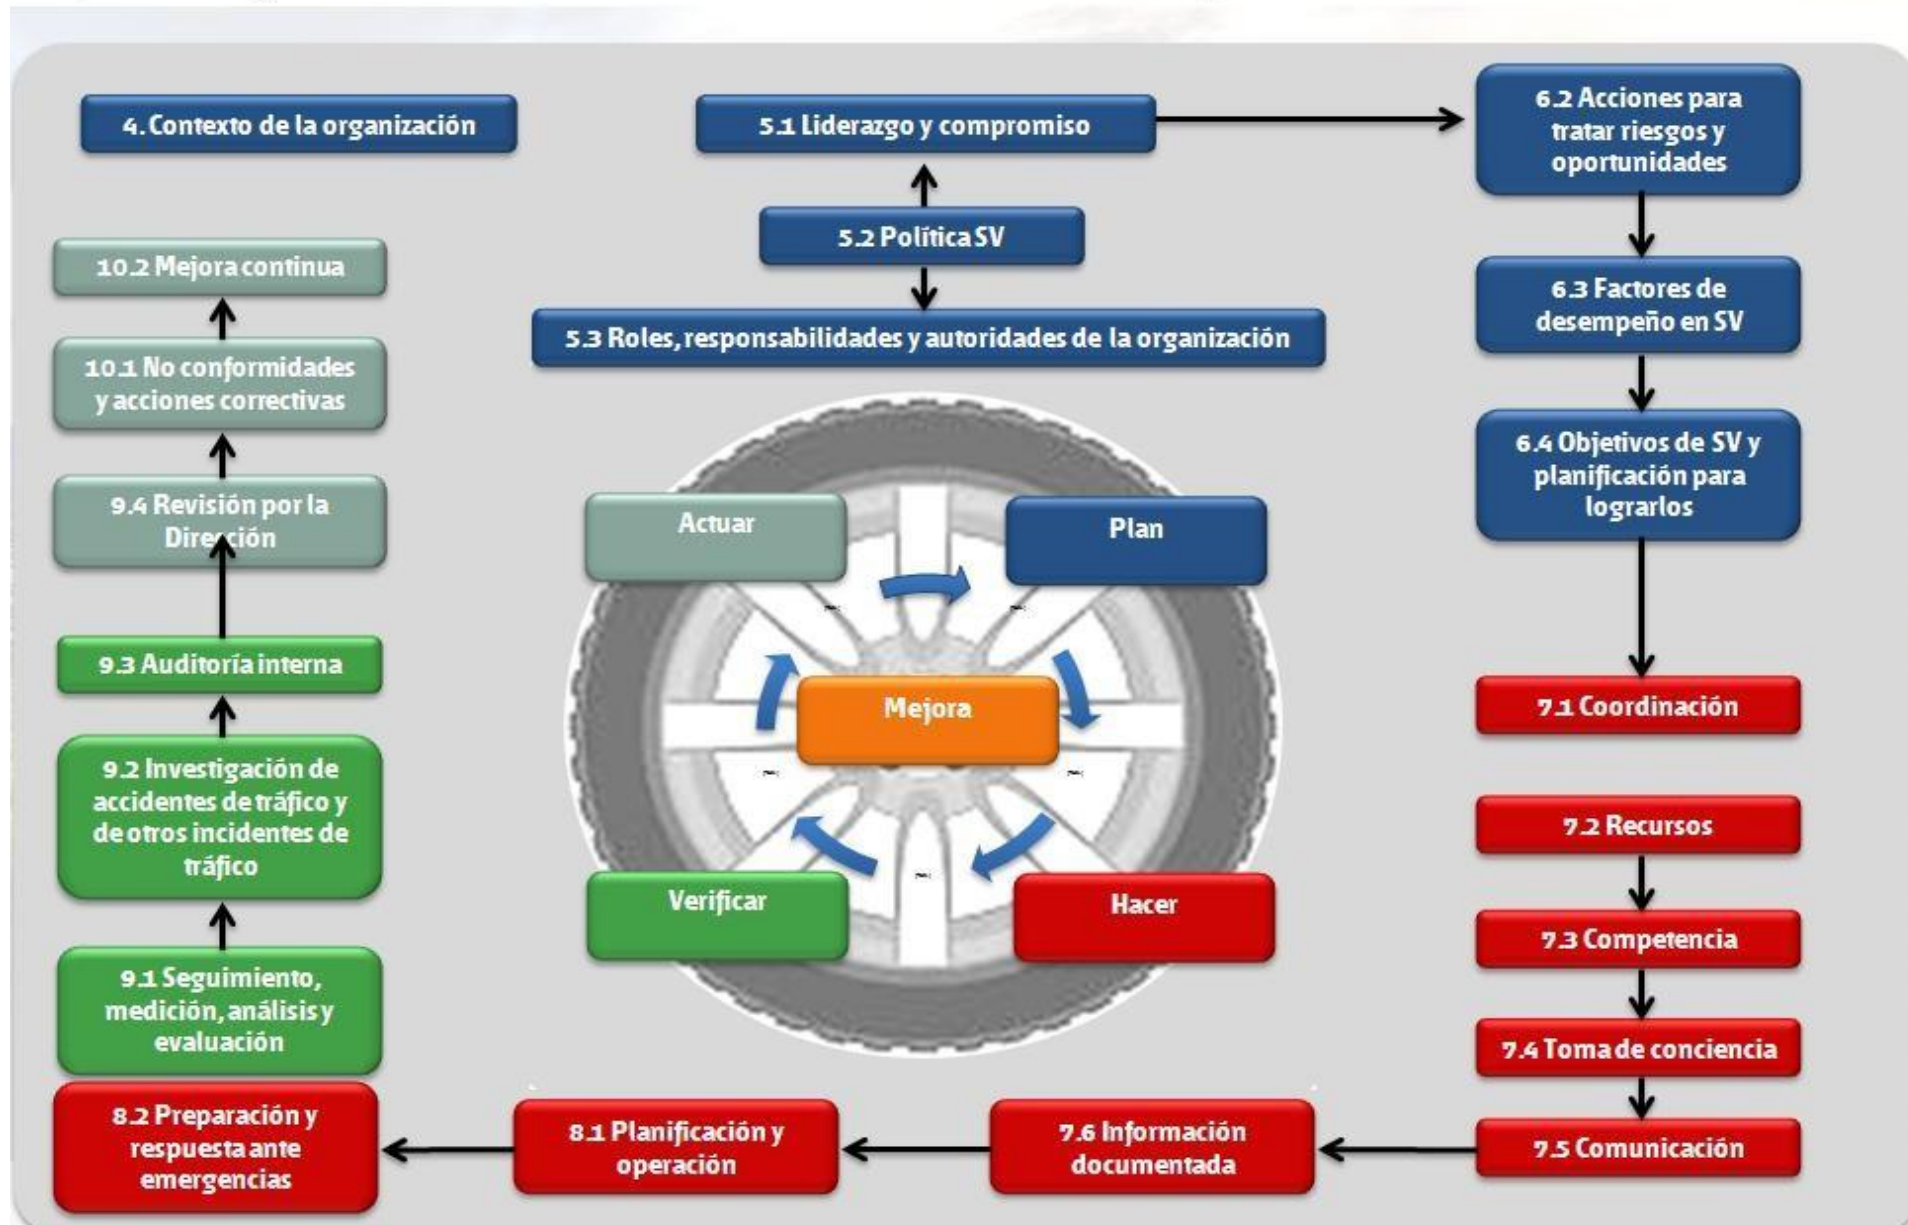 4. Contexto de la organización
5.1 Liderazgo y compromiso
6.2 Acciones para
tratar riesgos y
oportunidades
5.2 Política SV
5.3 Roles, responsabilidades y autoridades de la organización
6.3 Factores de
desempeño en SV
6.4 Objetivos de SV y
planificación para
lograrlos
10.2 Mejora continua
10.1 No conformidades
y acciones correctivas
9.4 Revisión por la
Dirección
9.3 Auditoría interna
9.2 Investigación de
accidentes de tráfico y
de otros incidentes de
tráfico
9.1 Seguimiento,
medición, análisis y
evaluación
Actuar
Plan
Mejora
Verificar
Hacer
7.1 Coordinación
7.2 Recursos
7.3 Competencia
7.4 Toma de conciencia
7.5 Comunicación
7.6 Información
documentada
8.1 Planificación y
operación
8.2 Preparación y
respuesta ante
emergencias